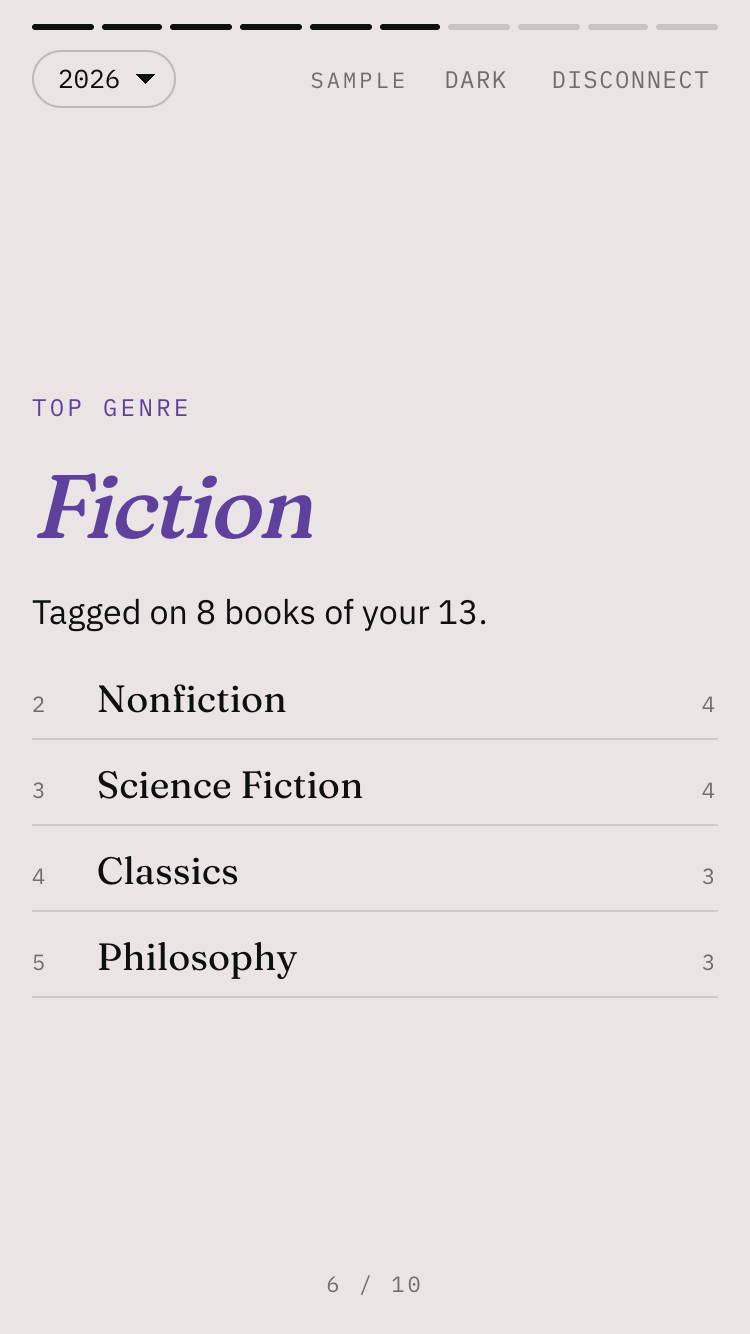 2026 SAMPLE DARK DISCONNECT
TOP GENRE
Fiction
Tagged on 8 books of your 13.
2 Nonfiction 4
3 Science Fiction 4
4 Classics 3
5 Philosophy 3
6 / 10